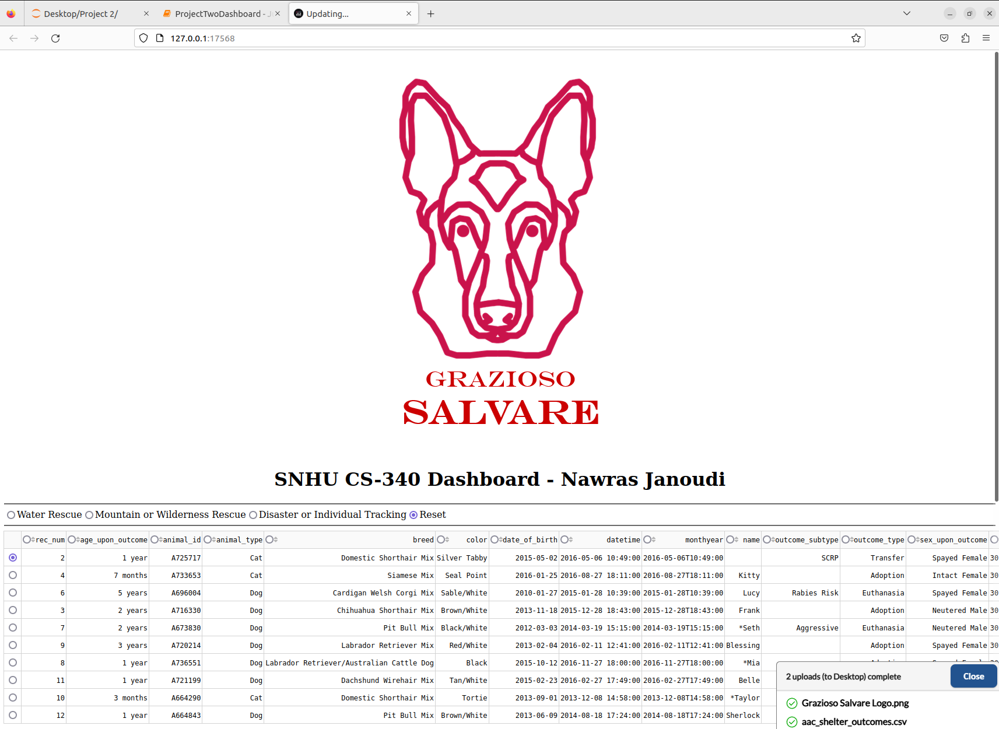 Desktop/Project 2/
ProjectTwoDashboard - J
Updating...
127.0.0.1:17568
GRAZIOSO
SALVARE
SNHU CS-340 Dashboard - Nawras Janoudi
Water Rescue Mountain or Wilderness Rescue Disaster or Individual Tracking Reset
rec_num age_upon_outcome animal_id animal_type breed color date_of_birth datetime monthyear name outcome_subtype outcome_type sex_upon_outcome
2 1 year A725717 Cat Domestic Shorthair Mix Silver Tabby 2015-05-02 2016-05-06 10:49:00 2016-05-06T10:49:00 SCRP Transfer Spayed Female 30
4 7 months A733653 Cat Siamese Mix Seal Point 2016-01-25 2016-08-27 18:11:00 2016-08-27T18:11:00 Kitty Adoption Intact Female 30
6 5 years A696004 Dog Cardigan Welsh Corgi Mix Sable/White 2010-01-27 2015-01-28 10:39:00 2015-01-28T10:39:00 Lucy Rabies Risk Euthanasia Spayed Female 30
3 2 years A716330 Dog Chihuahua Shorthair Mix Brown/White 2013-11-18 2015-12-28 18:43:00 2015-12-28T18:43:00 Frank Adoption Neutered Male 30
7 2 years A673830 Dog Pit Bull Mix Black/White 2012-03-03 2014-03-19 15:15:00 2014-03-19T15:15:00 *Seth Aggressive Euthanasia Neutered Male 30
9 3 years A720214 Dog Labrador Retriever Mix Red/White 2013-02-04 2016-02-11 12:41:00 2016-02-11T12:41:00 Blessing Adoption Spayed Female 30
8 1 year A736551 Dog Labrador Retriever/Australian Cattle Dog Black 2015-10-12 2016-11-27 18:00:00 2016-11-27T18:00:00 *Mia
11 1 year A721199 Dog Dachshund Wirehair Mix Tan/White 2015-02-23 2016-02-27 17:49:00 2016-02-27T17:49:00 Belle
10 3 months A664290 Cat Domestic Shorthair Mix Tortie 2013-09-01 2013-12-08 14:58:00 2013-12-08T14:58:00 *Taylor
12 1 year A664843 Dog Pit Bull Mix Brown/White 2013-06-09 2014-08-18 17:24:00 2014-08-18T17:24:00 Sherlock
2 uploads (to Desktop) complete Close
Grazioso Salvare Logo.png
aac_shelter_outcomes.csv